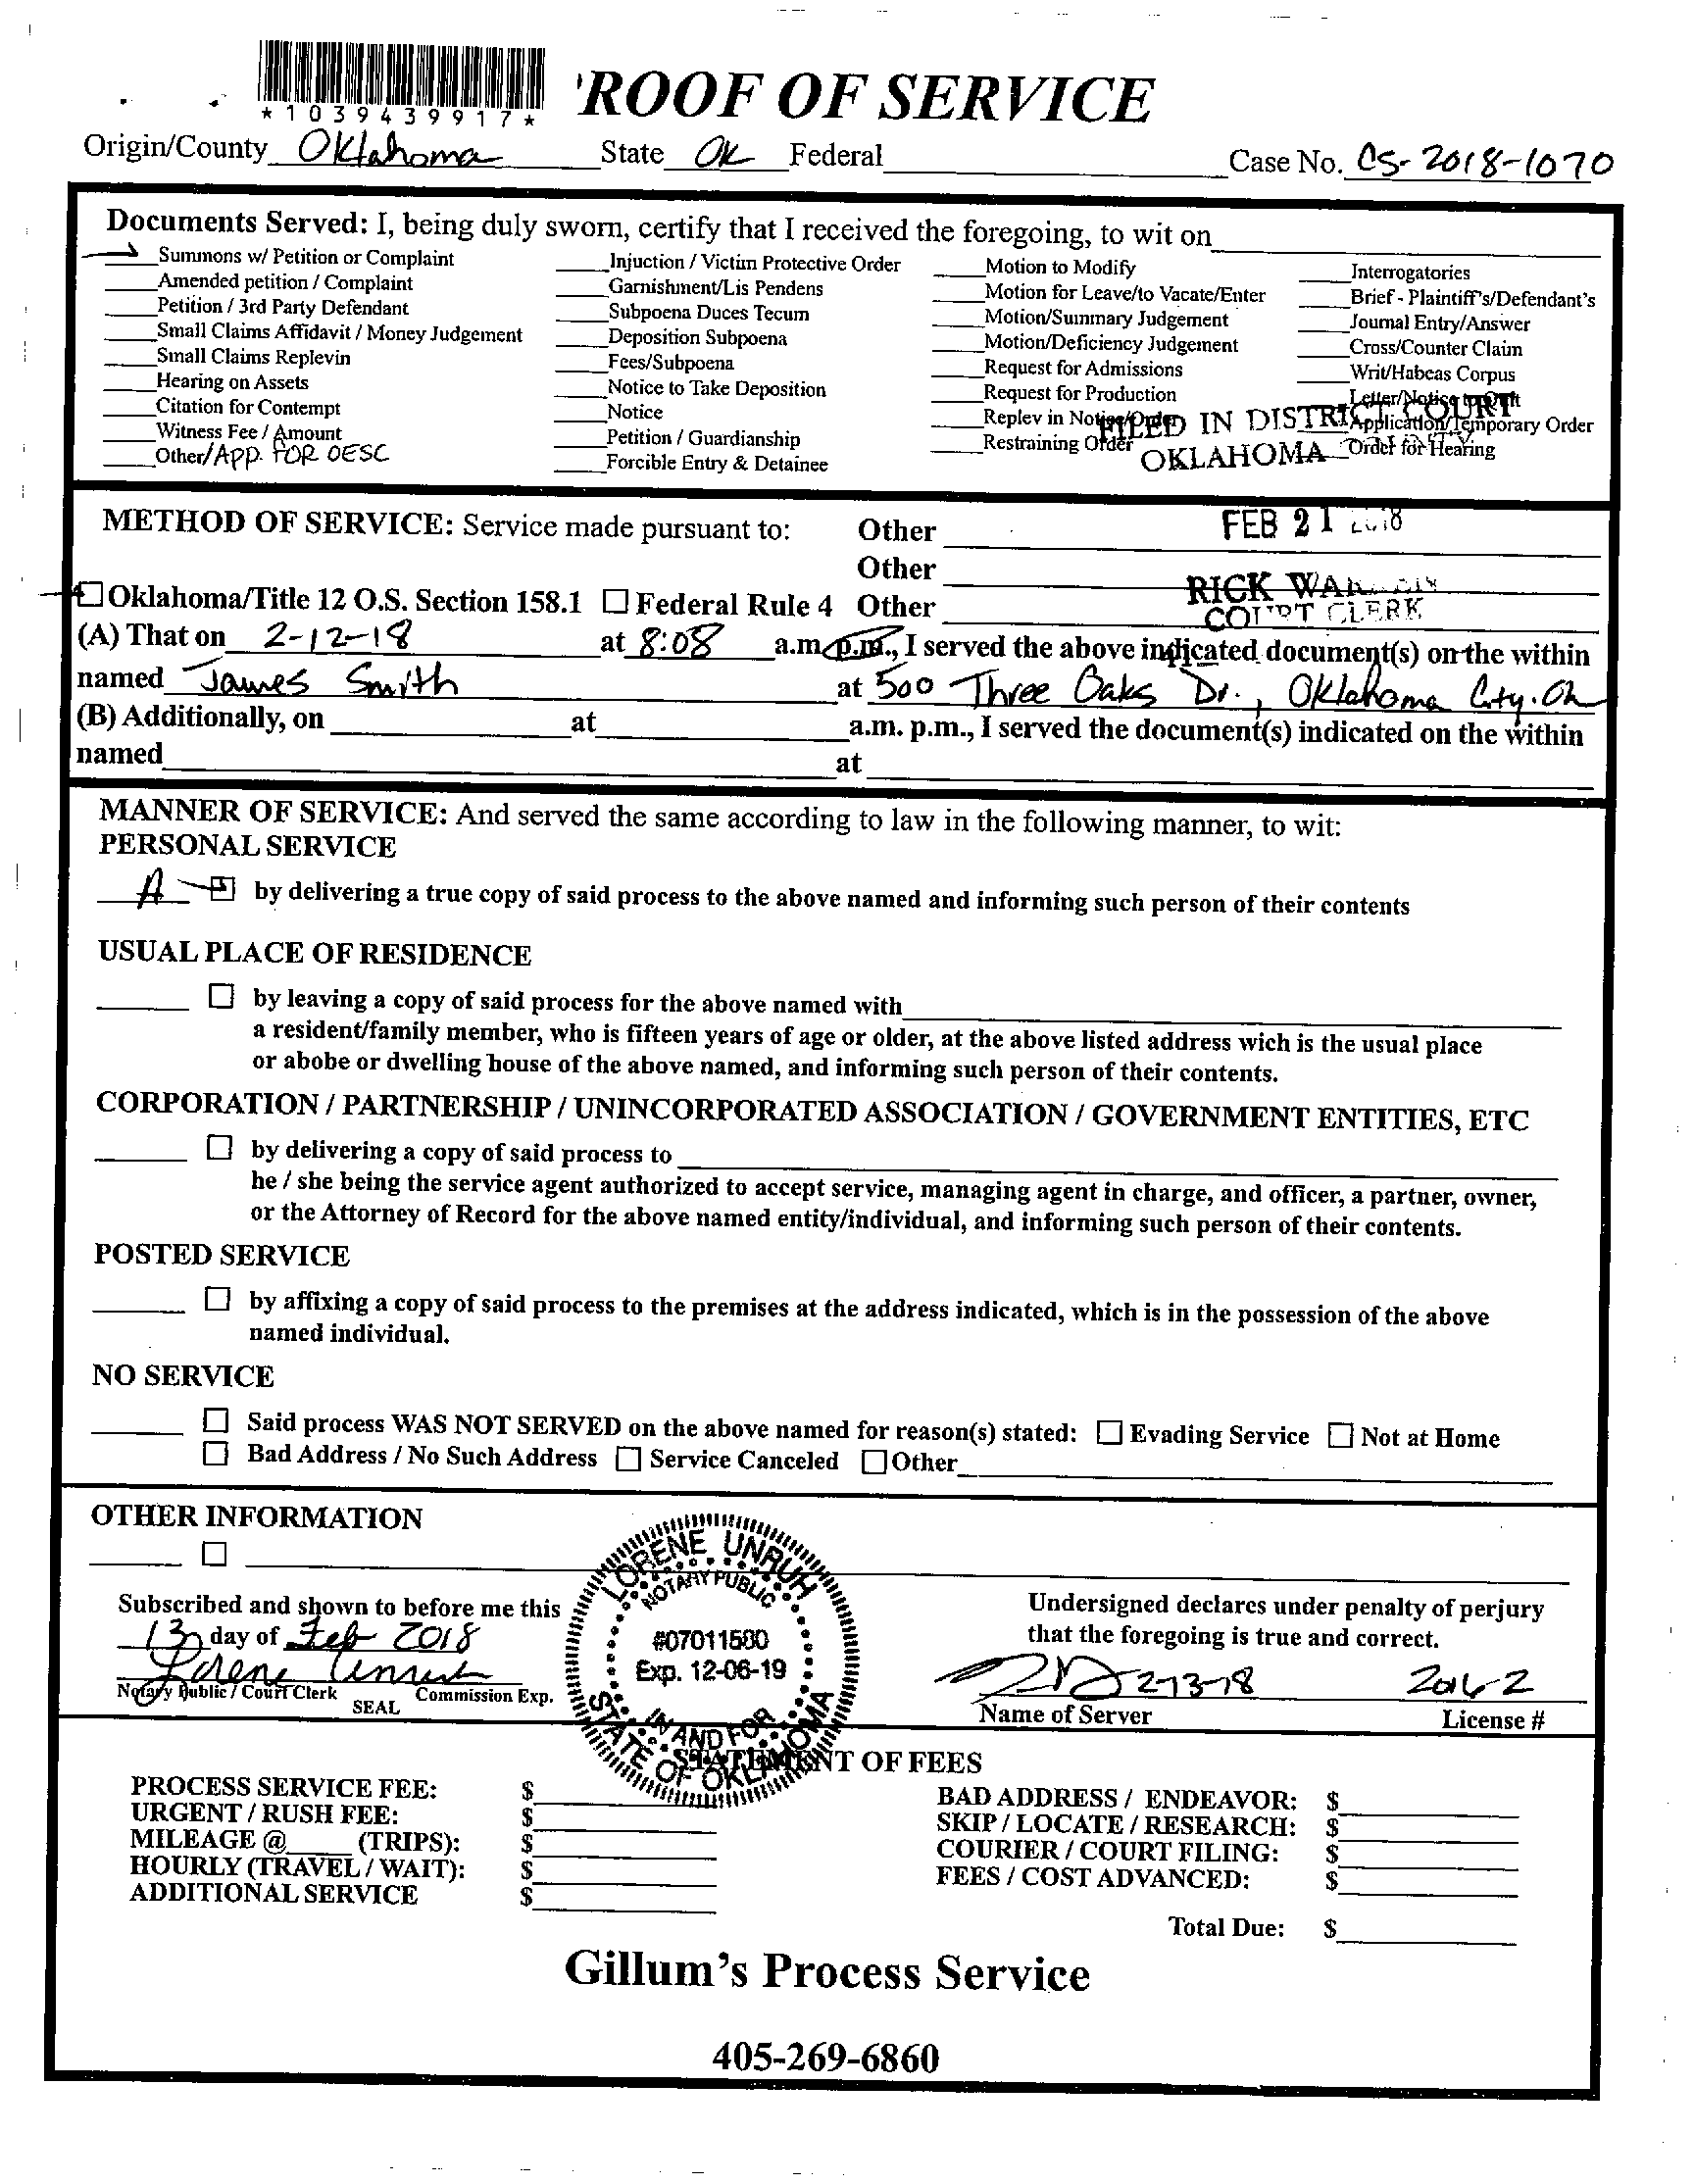 *1039439917*
'ROOF OF SERVICE
Origin/County Oklahoma State OK Federal Case No. CS-2018-1070
Documents Served: I, being duly sworn, certify that I received the foregoing, to wit on
Summons w/ Petition or Complaint Injuction / Victim Protective Order Motion to Modify Interrogatories
Amended petition / Complaint Garnishment/Lis Pendens Motion for Leave/to Vacate/Enter Brief - Plaintiff's/Defendant's
Petition / 3rd Party Defendant Subpoena Duces Tecum Motion/Summary Judgement Journal Entry/Answer
Small Claims Affidavit / Money Judgement Deposition Subpoena Motion/Deficiency Judgement Cross/Counter Claim
Small Claims Replevin Fees/Subpoena Request for Admissions Writ/Habcas Corpus
Hearing on Assets Notice to Take Deposition Request for Production Letter/Notice to Quit
Citation for Contempt Notice Replev in Notice/Order Application/Temporary Order
Witness Fee / Amount Petition / Guardianship Restraining Order Order for Hearing
Other/APP. FOR OESC Forcible Entry & Detainee
FILED IN DISTRICT COURT
OKLAHOMA COUNTY
METHOD OF SERVICE: Service made pursuant to: Other
FEB 21 2018
Other
RICK
COURT CLERK
Oklahoma/Title 12 O.S. Section 158.1 Federal Rule 4 Other
(A) That on 2-12-18 at 8:08 a.m. p.m., I served the above indicated document(s) on the within
named James Smith at 500 Three Oaks Dr., Oklahoma City. Ok
(B) Additionally, on at a.m. p.m., I served the document(s) indicated on the within
named at
MANNER OF SERVICE: And served the same according to law in the following manner, to wit:
PERSONAL SERVICE
A by delivering a true copy of said process to the above named and informing such person of their contents
USUAL PLACE OF RESIDENCE
by leaving a copy of said process for the above named with
a resident/family member, who is fifteen years of age or older, at the above listed address wich is the usual place
or abobe or dwelling house of the above named, and informing such person of their contents.
CORPORATION / PARTNERSHIP / UNINCORPORATED ASSOCIATION / GOVERNMENT ENTITIES, ETC
by delivering a copy of said process to
he / she being the service agent authorized to accept service, managing agent in charge, and officer, a partner, owner,
or the Attorney of Record for the above named entity/individual, and informing such person of their contents.
POSTED SERVICE
by affixing a copy of said process to the premises at the address indicated, which is in the possession of the above
named individual.
NO SERVICE
Said process WAS NOT SERVED on the above named for reason(s) stated: Evading Service Not at Home
Bad Address / No Such Address Service Canceled Other
OTHER INFORMATION
LORENE UNRUH
NOTARY PUBLIC
#07011580
Exp. 12-06-19
IN AND FOR
STATE OF OKLAHOMA
Subscribed and shown to before me this Undersigned declares under penalty of perjury
13 day of Feb 2018 that the foregoing is true and correct.
Lorene Unruh 2-13-18 2016-2
Notary Public / Court Clerk SEAL Commission Exp. Name of Server License #
STATEMENT OF FEES
PROCESS SERVICE FEE: $ BAD ADDRESS / ENDEAVOR: $
URGENT / RUSH FEE: $ SKIP / LOCATE / RESEARCH: $
MILEAGE @ (TRIPS): $ COURIER / COURT FILING: $
HOURLY (TRAVEL / WAIT): $ FEES / COST ADVANCED: $
ADDITIONAL SERVICE $
Total Due: $
Gillum's Process Service
405-269-6860